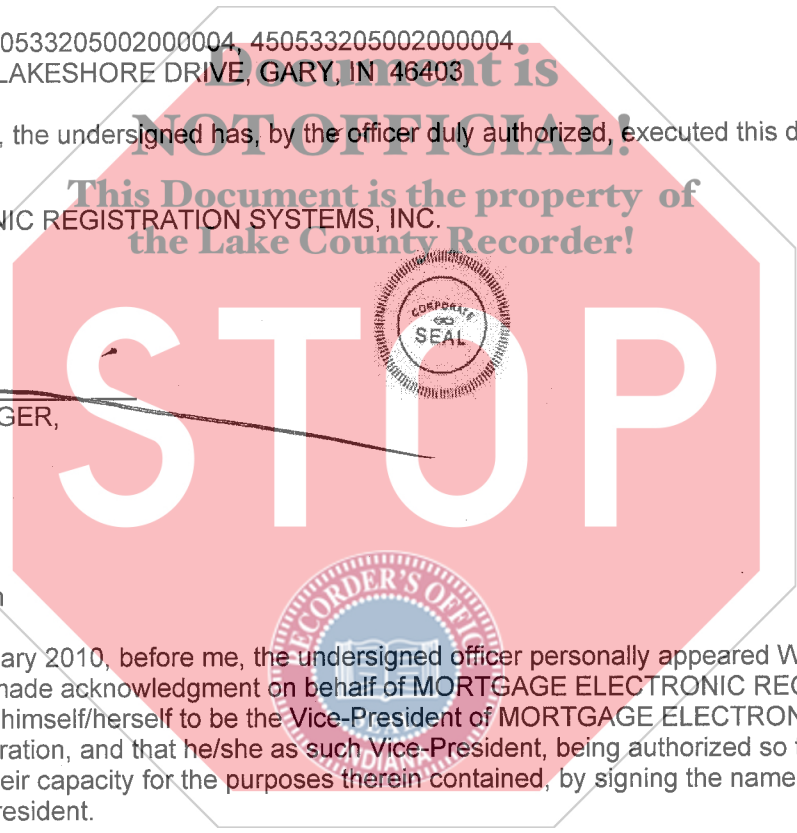 0533205002000004, 450533205002000004
LAKESHORE DRIVE, GARY, IN 46403
Document is
, the undersigned has, by the officer duly authorized, executed this d
NOT OFFICIAL!
This Document is the property of
NIC REGISTRATION SYSTEMS, INC.
the Lake County Recorder!
CORPORATE
SEAL
STOP
GER,
n
RECORDER'S OFFICE
ary 2010, before me, the undersigned officer personally appeared W
made acknowledgment on behalf of MORTGAGE ELECTRONIC REG
himself/herself to be the Vice-President of MORTGAGE ELECTRON
ration, and that he/she as such Vice-President, being authorized so
INDIANA
eir capacity for the purposes therein contained, by signing the name
resident.